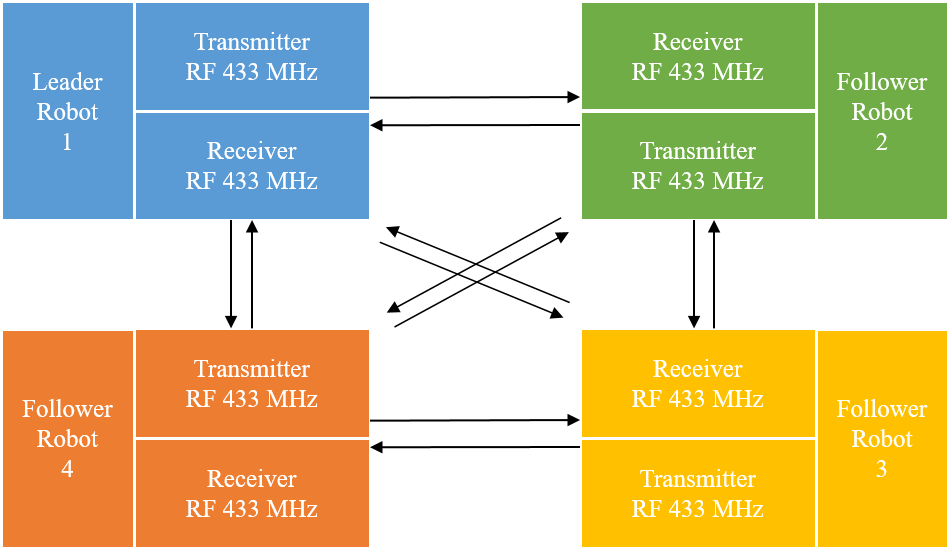 Leader
Robot
1
Transmitter
RF 433 MHz
Receiver
RF 433 MHz
Receiver
RF 433 MHz
Transmitter
RF 433 MHz
Follower
Robot
2
Follower
Robot
4
Transmitter
RF 433 MHz
Receiver
RF 433 MHz
Receiver
RF 433 MHz
Transmitter
RF 433 MHz
Follower
Robot
3